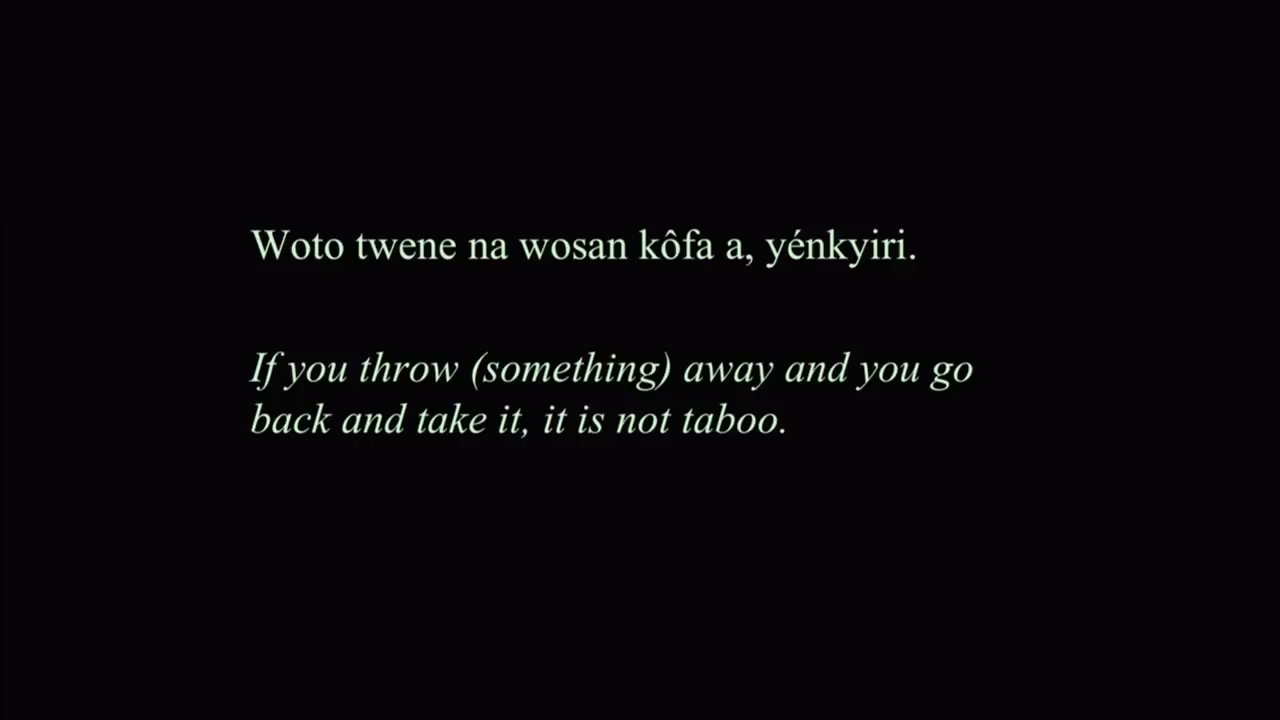 Woto twene na wosan kôfa a, yénkyiri.
If you throw (something) away and you go
back and take it, it is not taboo.